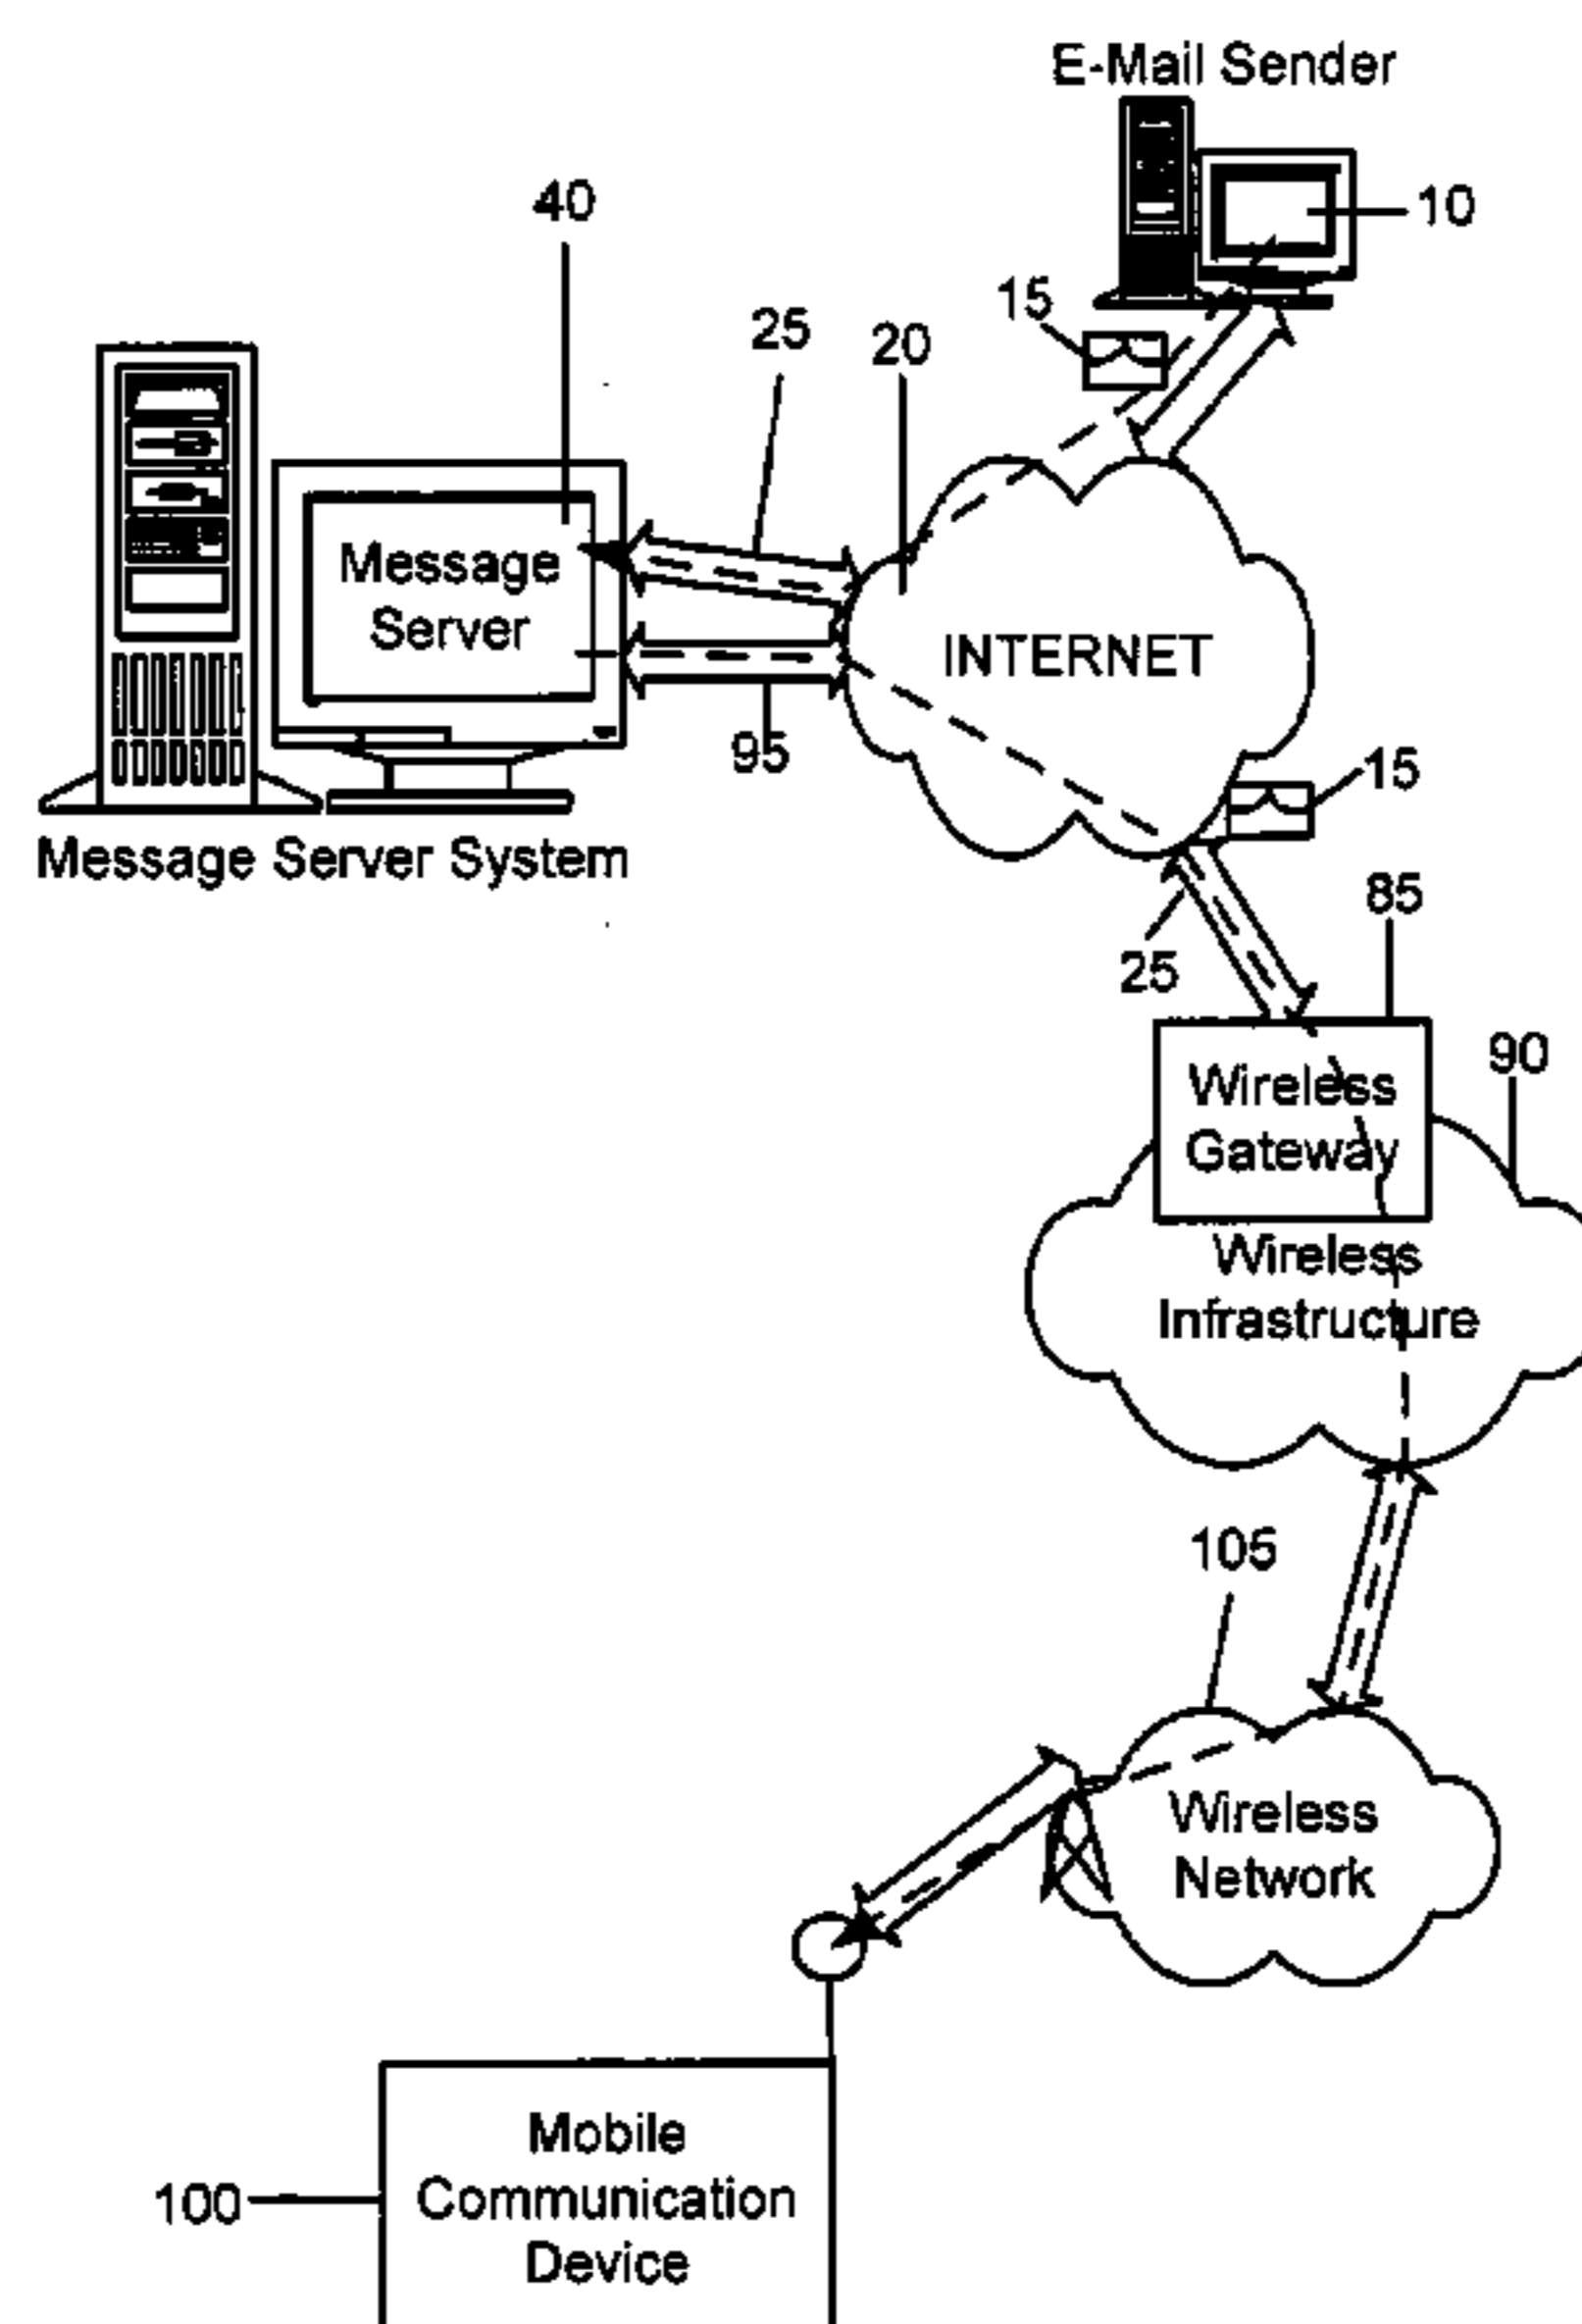 E-Mail Sender
10
40
15
25
20
Message
Server
INTERNET
95
15
Message Server System
85
25
90
Wireless
Gateway
Wireless
Infrastructure
105
Wireless
Network
Mobile
100
Communication
Device